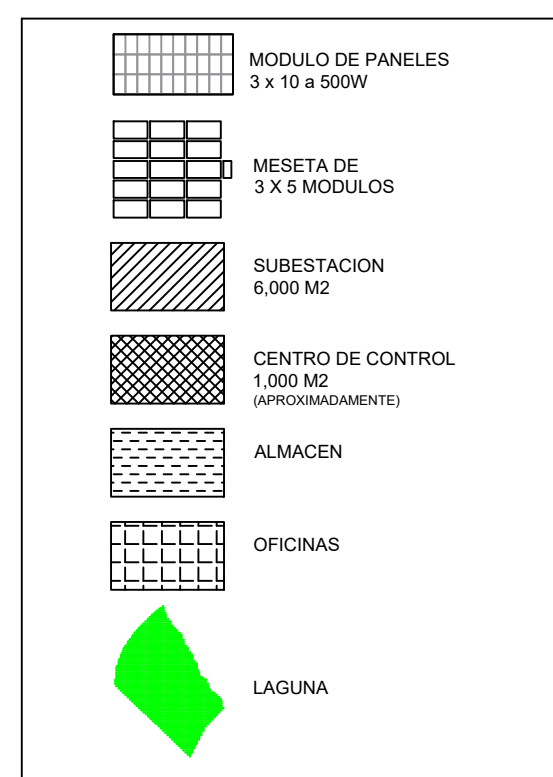 MODULO DE PANELES
3 x 10 a 500W
MESETA DE
3 X 5 MODULOS
SUBESTACION
6,000 M2
CENTRO DE CONTROL
1,000 M2
(APROXIMADAMENTE)
ALMACEN
OFICINAS
LAGUNA